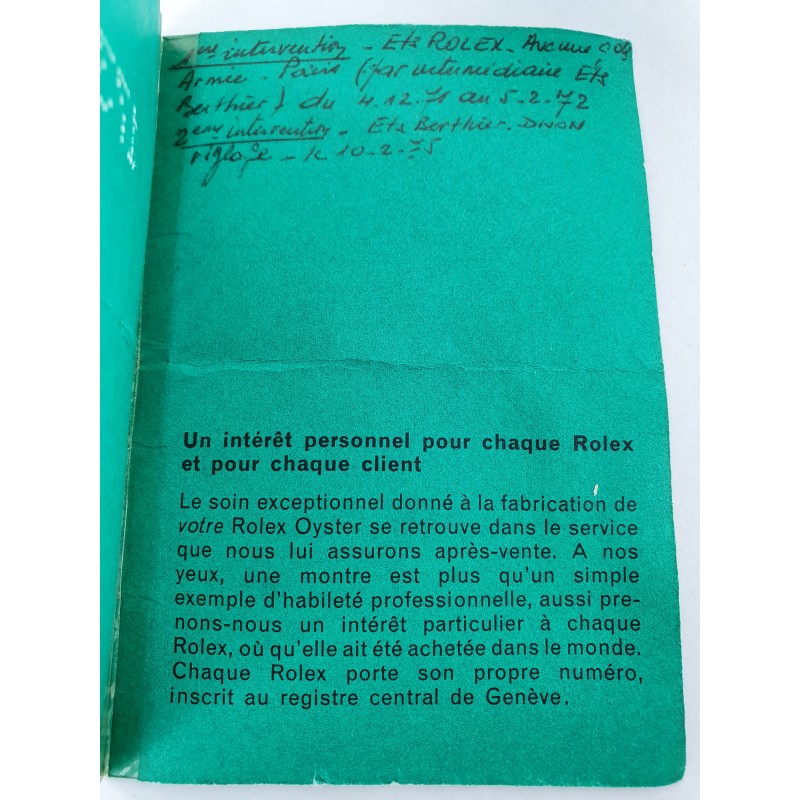 1ere intervention - Ets ROLEX - Avenue de
Armée - Paris (par intermédiaire Ets
Berthier) du 4.12.71 au 5-2-72
2eme intervention - Ets Berthier - DIJON
réglage - le 10-2-75
Un intérêt personnel pour chaque Rolex
et pour chaque client
Le soin exceptionnel donné à la fabrication de
votre Rolex Oyster se retrouve dans le service
que nous lui assurons après-vente. A nos
yeux, une montre est plus qu'un simple
exemple d'habileté professionnelle, aussi pre-
nons-nous un intérêt particulier à chaque
Rolex, où qu'elle ait été achetée dans le monde.
Chaque Rolex porte son propre numéro,
inscrit au registre central de Genève.